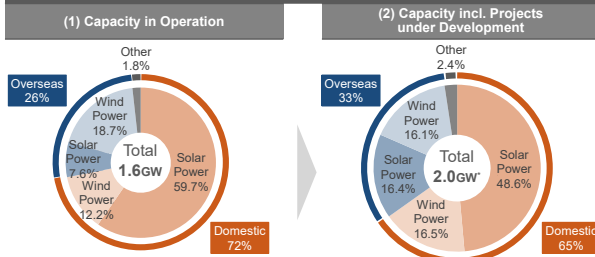 (1) Capacity in Operation
Other
1.8%
Overseas
26%
Wind
Power
18.7%
Solar
Power
7.6%
Wind
Power
12.2%
Total
1.6GW
Solar
Power
59.7%
Domestic
72%
(2) Capacity incl. Projects
under Development
Other
2.4%
Overseas
33%
Wind
Power
16.1%
Solar
Power
16.4%
Wind
Power
16.5%
Total
2.0GW*
Solar
Power
48.6%
Domestic
65%